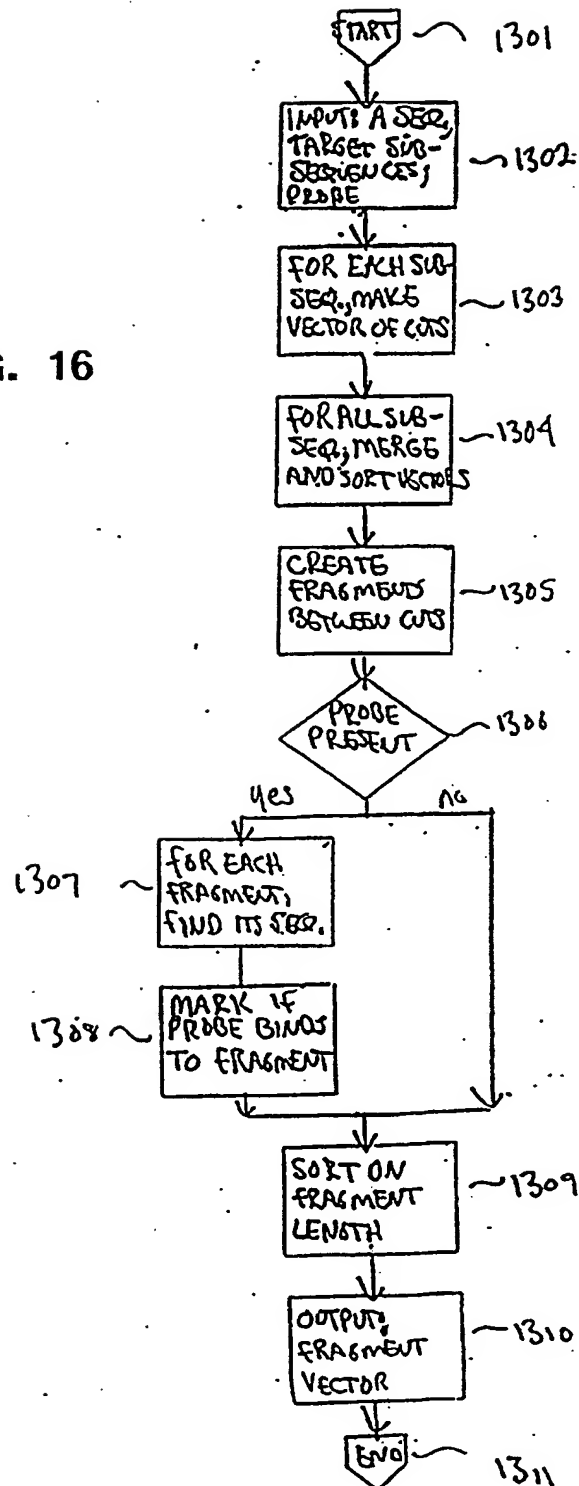 START
1301
INPUT: A SEQ,
TARGET SUB-
SEQUENCES,
PROBE
1302
FOR EACH SUB-
SEQ., MAKE
VECTOR OF CUTS
1303
G. 16
FOR ALL SUB-
SEQ., MERGE
AND SORT VECTORS
1304
CREATE
FRAGMENTS
BETWEEN CUTS
1305
PROBE
PRESENT
1306
yes
no
1307
FOR EACH
FRAGMENT,
FIND ITS SEQ.
1308
MARK IF
PROBE BINDS
TO FRAGMENT
SORT ON
FRAGMENT
LENGTH
1309
OUTPUT:
FRAGMENT
VECTOR
1310
END
1311